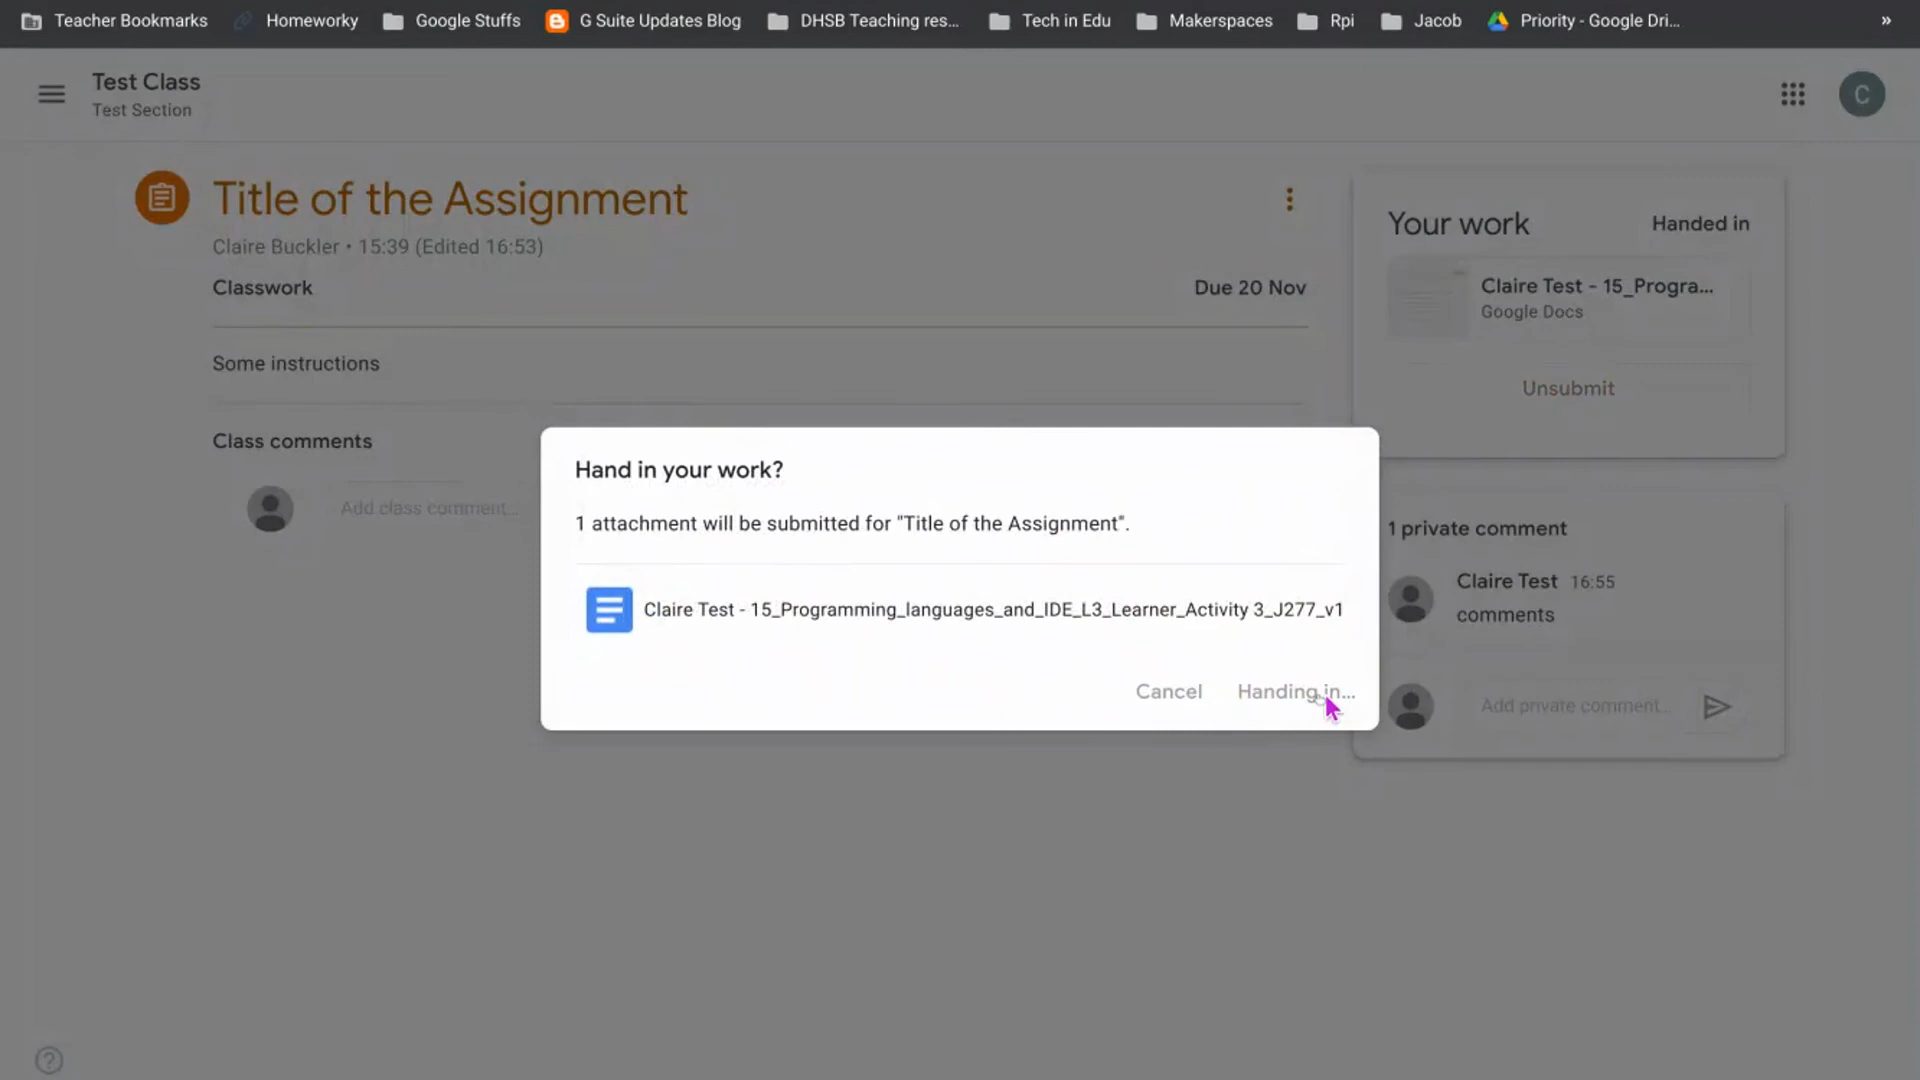 Teacher Bookmarks Homeworky Google Stuffs G Suite Updates Blog DHSB Teaching res... Tech in Edu Makerspaces Rpi Jacob Priority - Google Dri... »
Test Class
Test Section
C
Title of the Assignment
Claire Buckler • 15:39 (Edited 16:53)
Classwork
Due 20 Nov
Some instructions
Class comments
Add class comment...
Your work
Handed in
Claire Test - 15_Progra...
Google Docs
Unsubmit
Hand in your work?
1 attachment will be submitted for "Title of the Assignment".
Claire Test - 15_Programming_languages_and_IDE_L3_Learner_Activity 3_J277_v1
Cancel
Handing in...
1 private comment
Claire Test 16:55
comments
Add private comment...